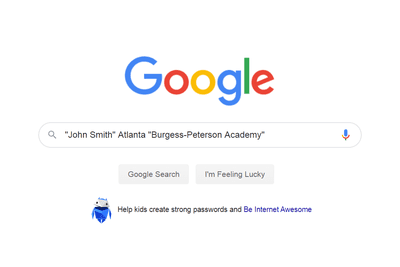 Google
"John Smith" Atlanta "Burgess-Peterson Academy"
Google Search I'm Feeling Lucky
Help kids create strong passwords and Be Internet Awesome